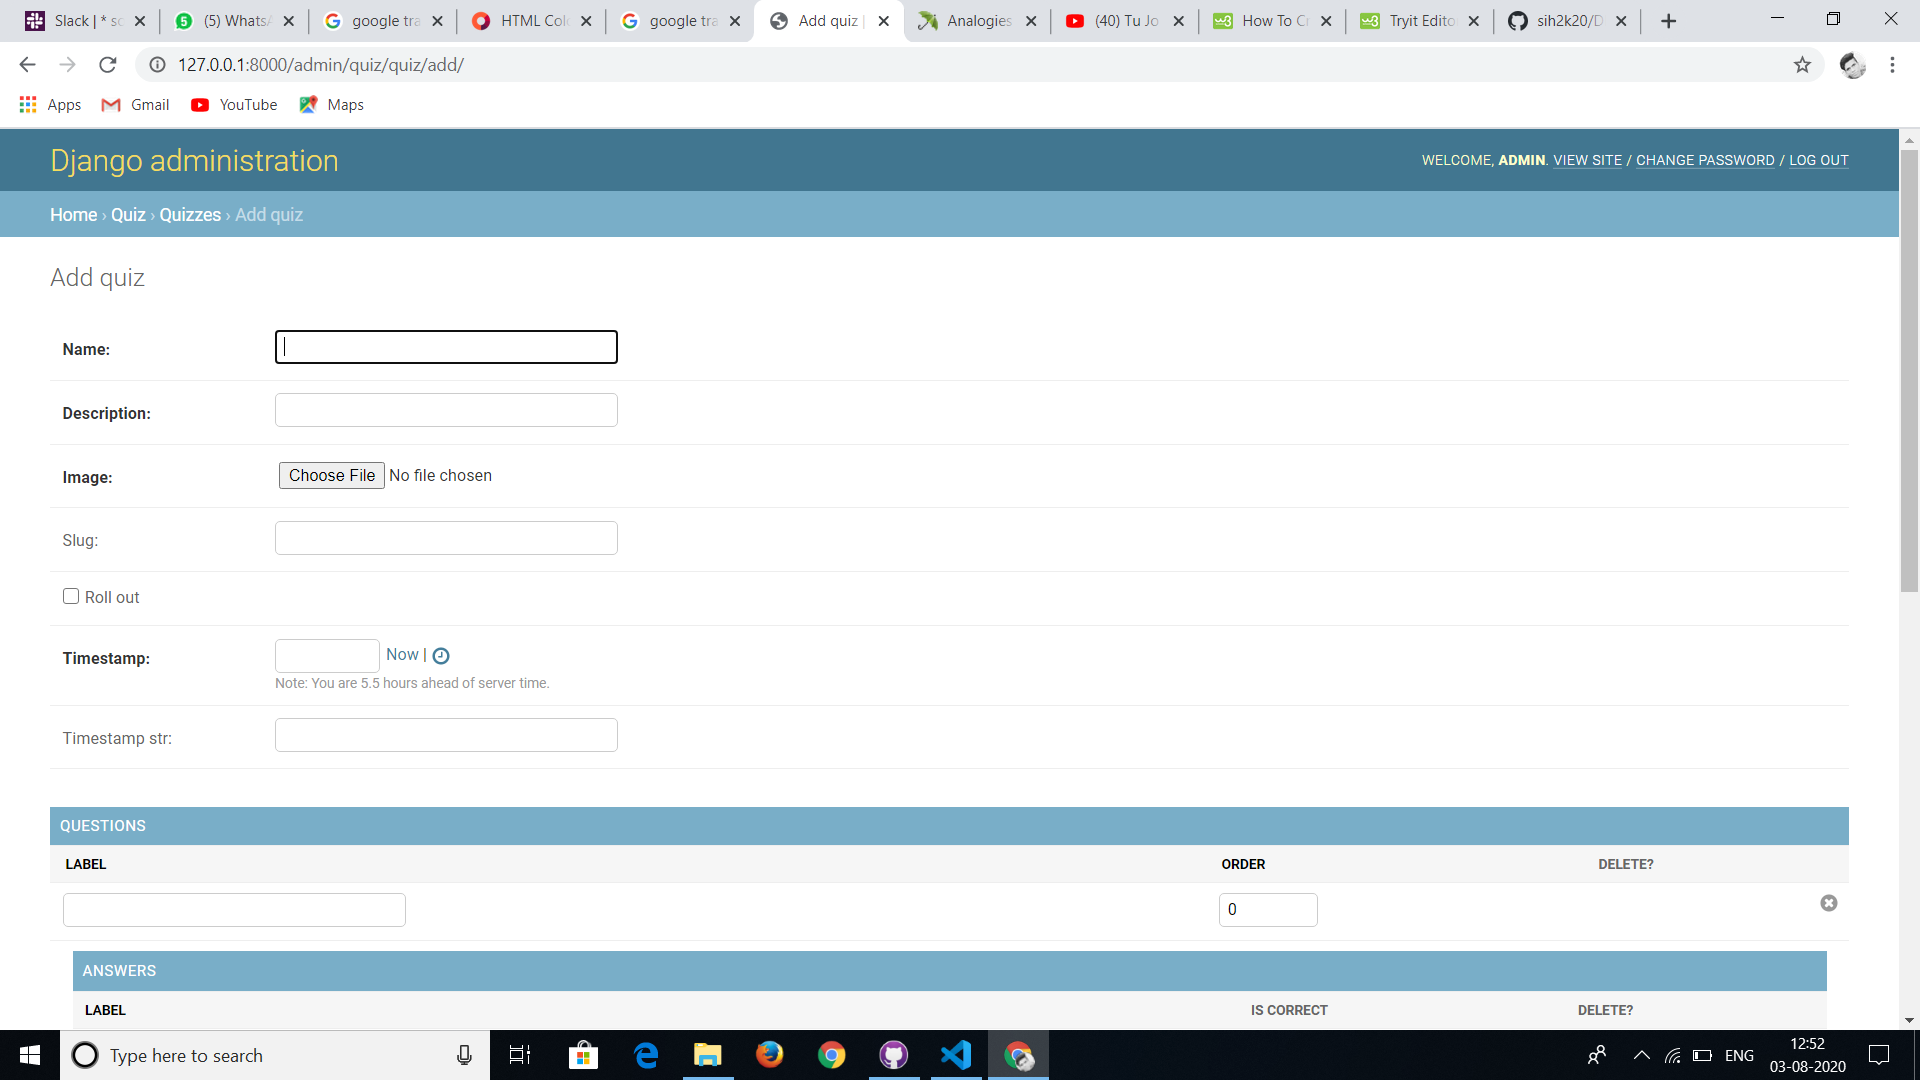 Slack | * sc
(5) WhatsA
google tra
HTML Colo
google tra
Add quiz |
Analogies
(40) Tu Jo
How To Cr
Tryit Edito
sih2k20/D
127.0.0.1:8000/admin/quiz/quiz/add/
Apps Gmail YouTube Maps
Django administration
WELCOME, ADMIN. VIEW SITE / CHANGE PASSWORD / LOG OUT
Home › Quiz › Quizzes › Add quiz
Add quiz
Name:
Description:
Image: Choose File No file chosen
Slug:
Roll out
Timestamp: Now |
Note: You are 5.5 hours ahead of server time.
Timestamp str:
QUESTIONS
LABEL ORDER DELETE?
0
ANSWERS
LABEL IS CORRECT DELETE?
Type here to search
ENG
12:52
03-08-2020